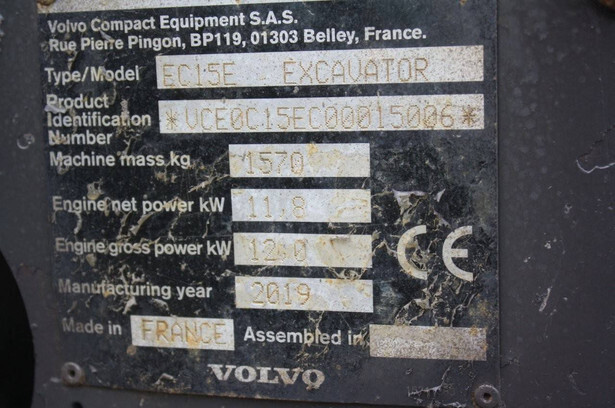 Volvo Compact Equipment S.A.S.
Rue Pierre Pingon, BP119, 01303 Belley, France.
Type/Model EC15E EXCAVATOR
Product
Identification *VCE0C15EC00015006*
Number
Machine mass kg 1570
Engine net power kW 11.8
Engine gross power kW 12.0
Manufacturing year 2019
Made in FRANCE Assembled in
CE
VOLVO